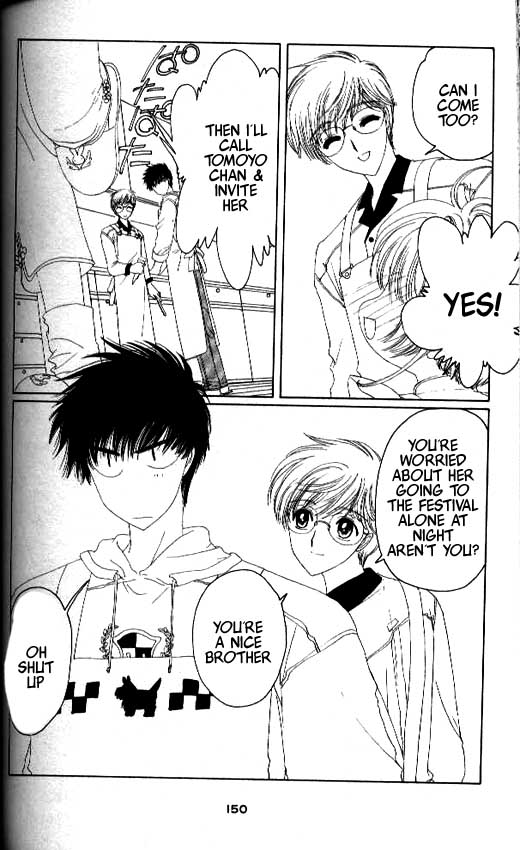 CAN I
COME
TOO?
YES!
THEN I'LL
CALL
TOMOYO
CHAN &
INVITE
HER
YOU'RE
WORRIED
ABOUT HER
GOING TO
THE FESTIVAL
ALONE AT
NIGHT
AREN'T YOU?
YOU'RE
A NICE
BROTHER
OH
SHUT
UP
150